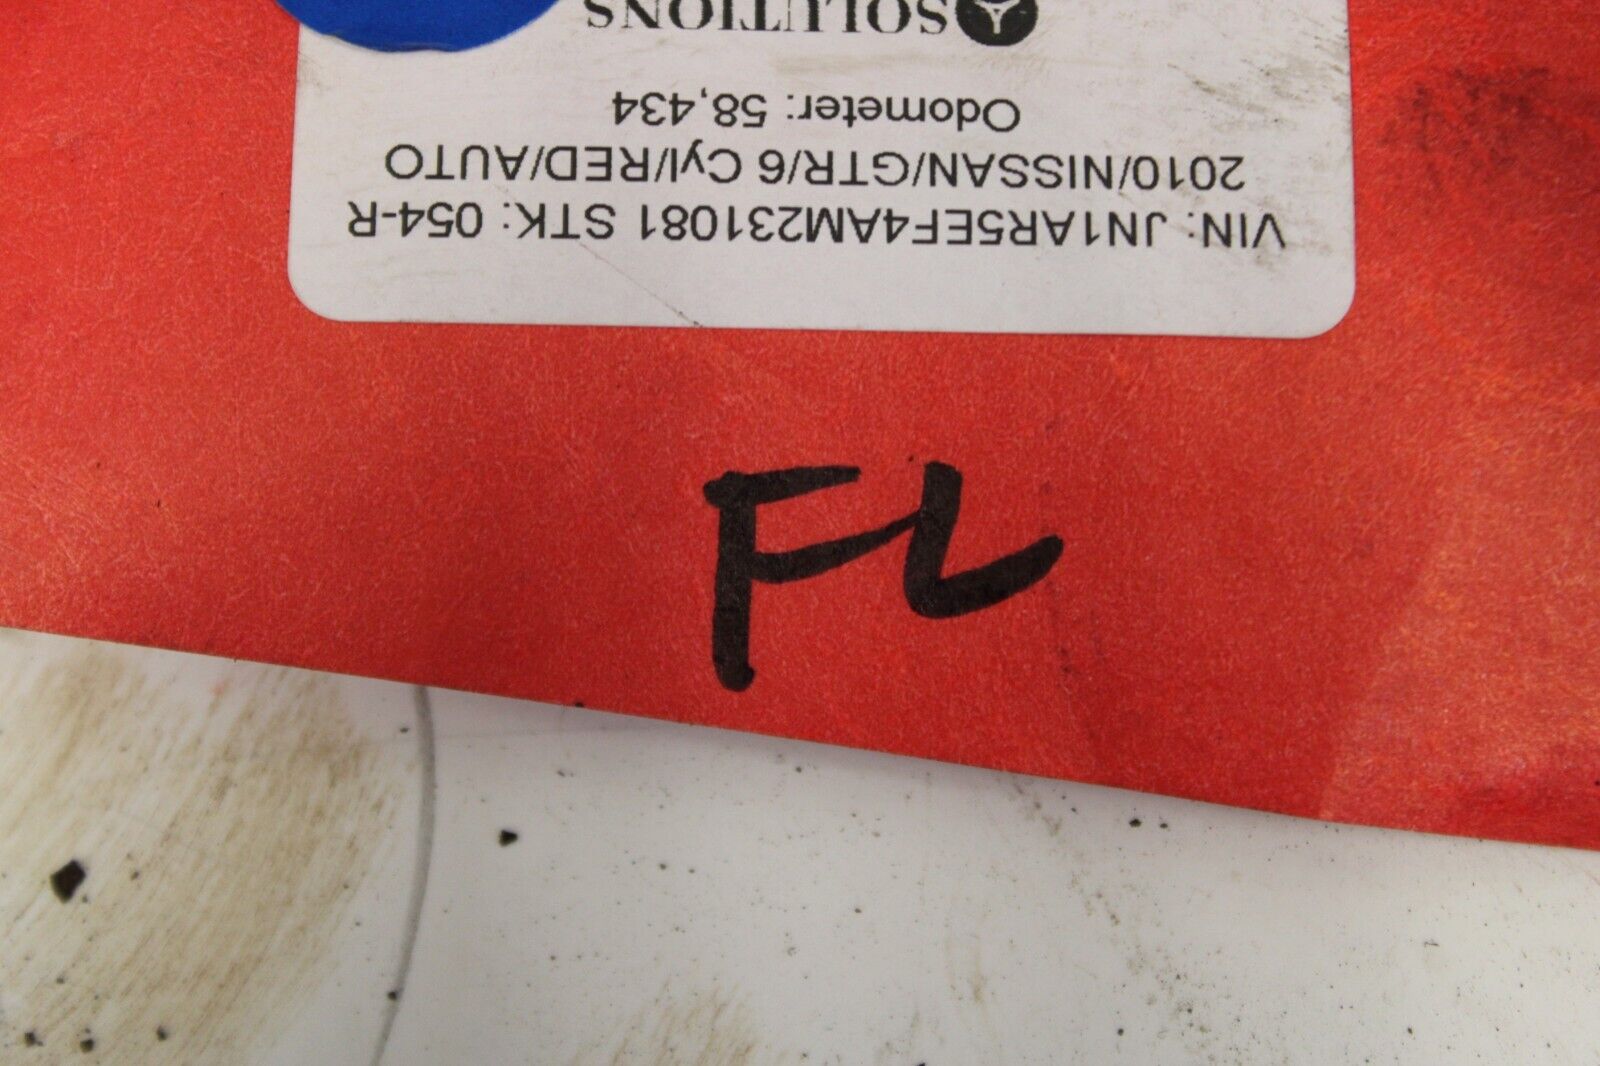 VIN: JN1AR5EF4AM231081 STK: 054-R
2010/NISSAN/GTR/6 Cyl/I/RED/AUTO
Odometer: 58,434
SOLUTIONS
FL